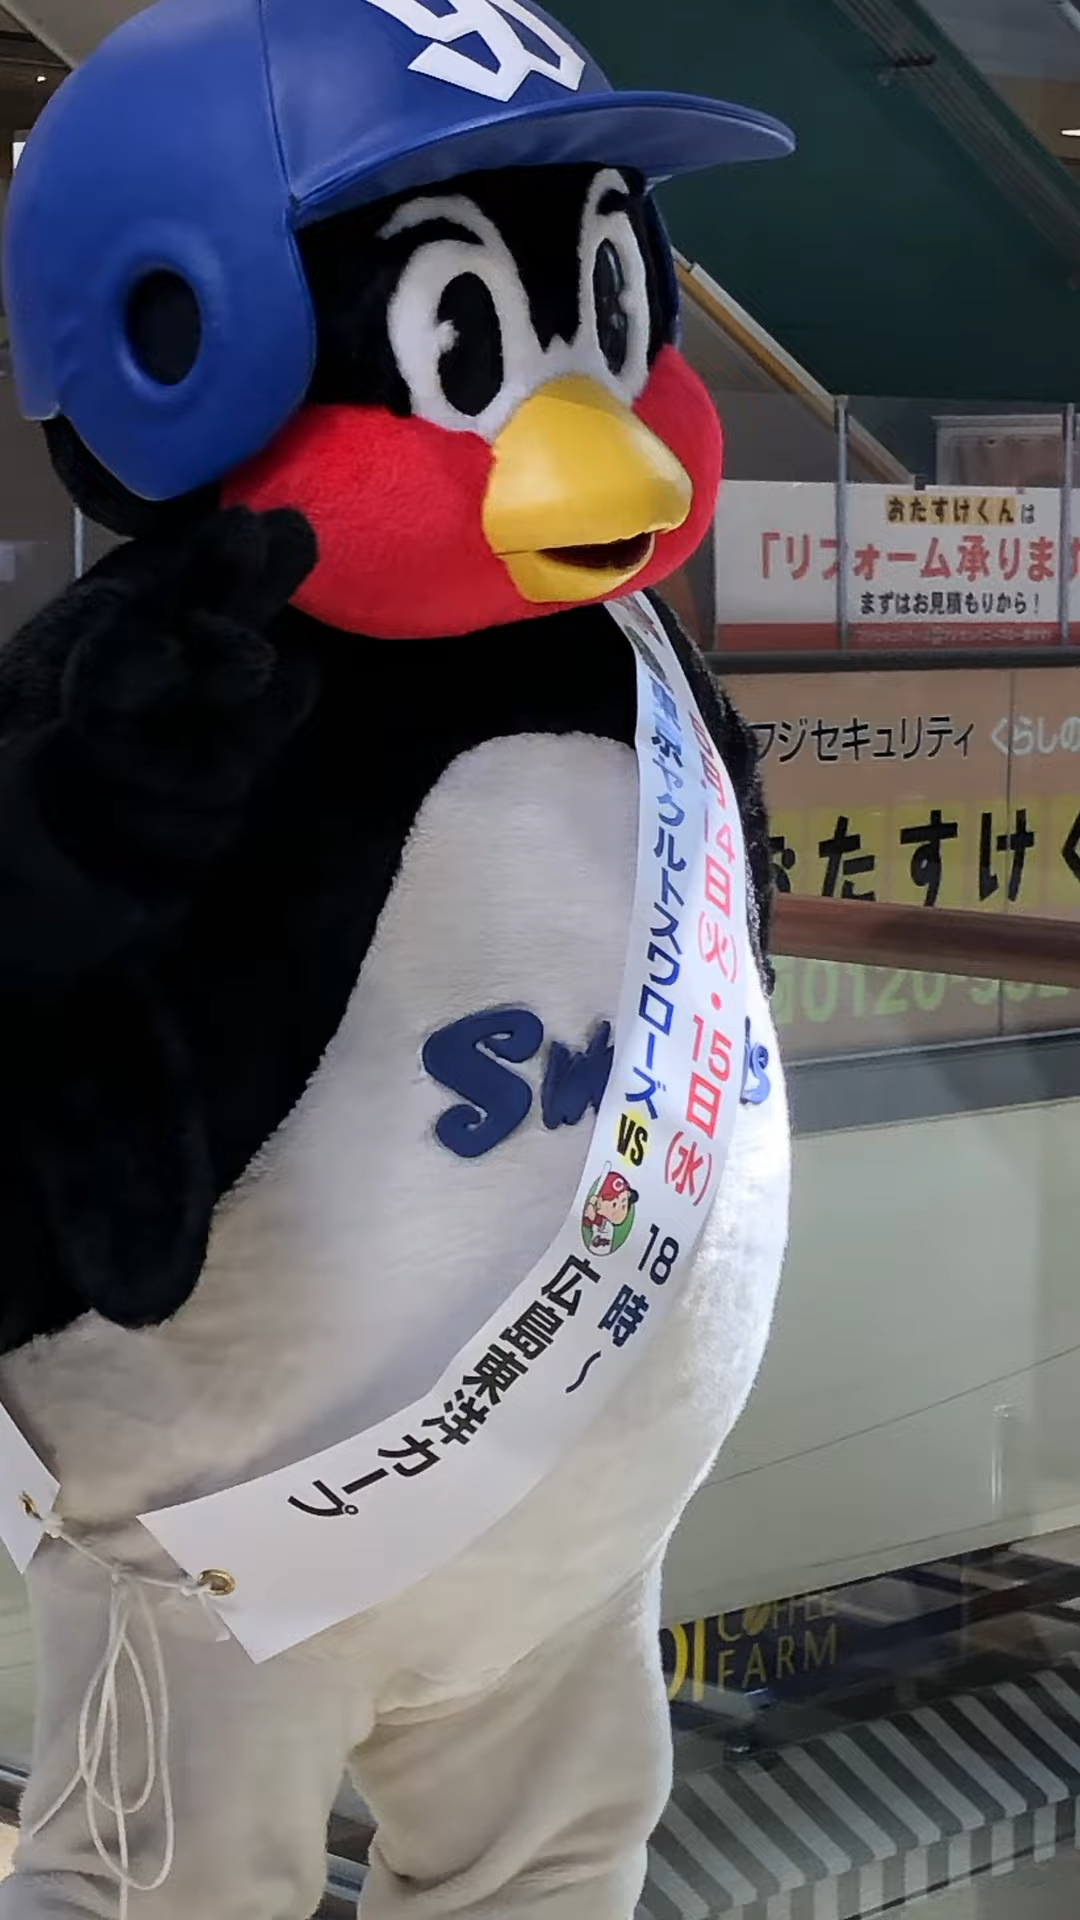 おたすけくんは
「リフォーム承りま
まずはお見積もりから!
フジセキュリティ くらしの
おたすけく
0120-
月14日(火)・15日(水) 18時~
東京ヤクルトスワローズ VS 広島東洋カープ
Sw s
COFFEE
FARM